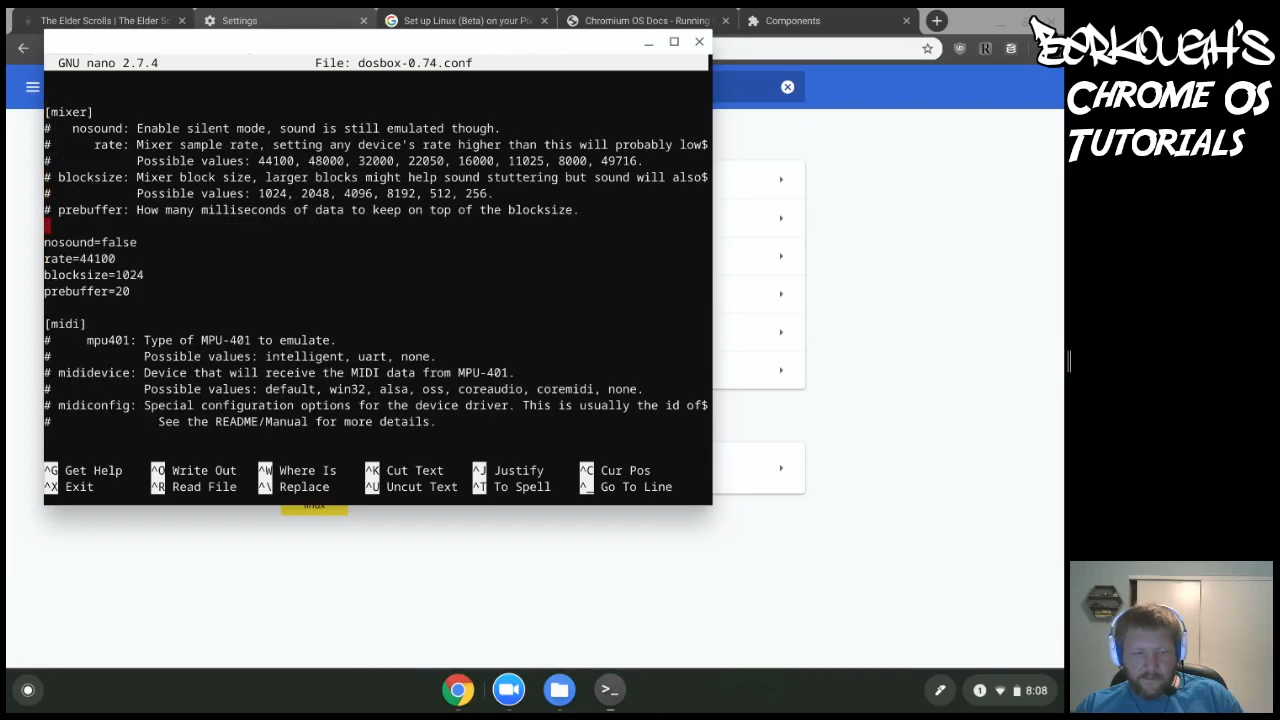 The Elder Scrolls | The Elder Sc
Settings
Set up Linux (Beta) on your Pix
Chromium OS Docs - Running
Components
BORKOUGH'S
CHROME OS
TUTORIALS
GNU nano 2.7.4 File: dosbox-0.74.conf
[mixer]
# nosound: Enable silent mode, sound is still emulated though.
# rate: Mixer sample rate, setting any device's rate higher than this will probably low$
# Possible values: 44100, 48000, 32000, 22050, 16000, 11025, 8000, 49716.
# blocksize: Mixer block size, larger blocks might help sound stuttering but sound will also$
# Possible values: 1024, 2048, 4096, 8192, 512, 256.
# prebuffer: How many milliseconds of data to keep on top of the blocksize.
nosound=false
rate=44100
blocksize=1024
prebuffer=20
[midi]
# mpu401: Type of MPU-401 to emulate.
# Possible values: intelligent, uart, none.
# mididevice: Device that will receive the MIDI data from MPU-401.
# Possible values: default, win32, alsa, oss, coreaudio, coremidi, none.
# midiconfig: Special configuration options for the device driver. This is usually the id of$
# See the README/Manual for more details.
^G Get Help ^O Write Out ^W Where Is ^K Cut Text ^J Justify ^C Cur Pos
^X Exit ^R Read File ^\ Replace ^U Uncut Text ^T To Spell ^_ Go To Line
linux
1 8:08